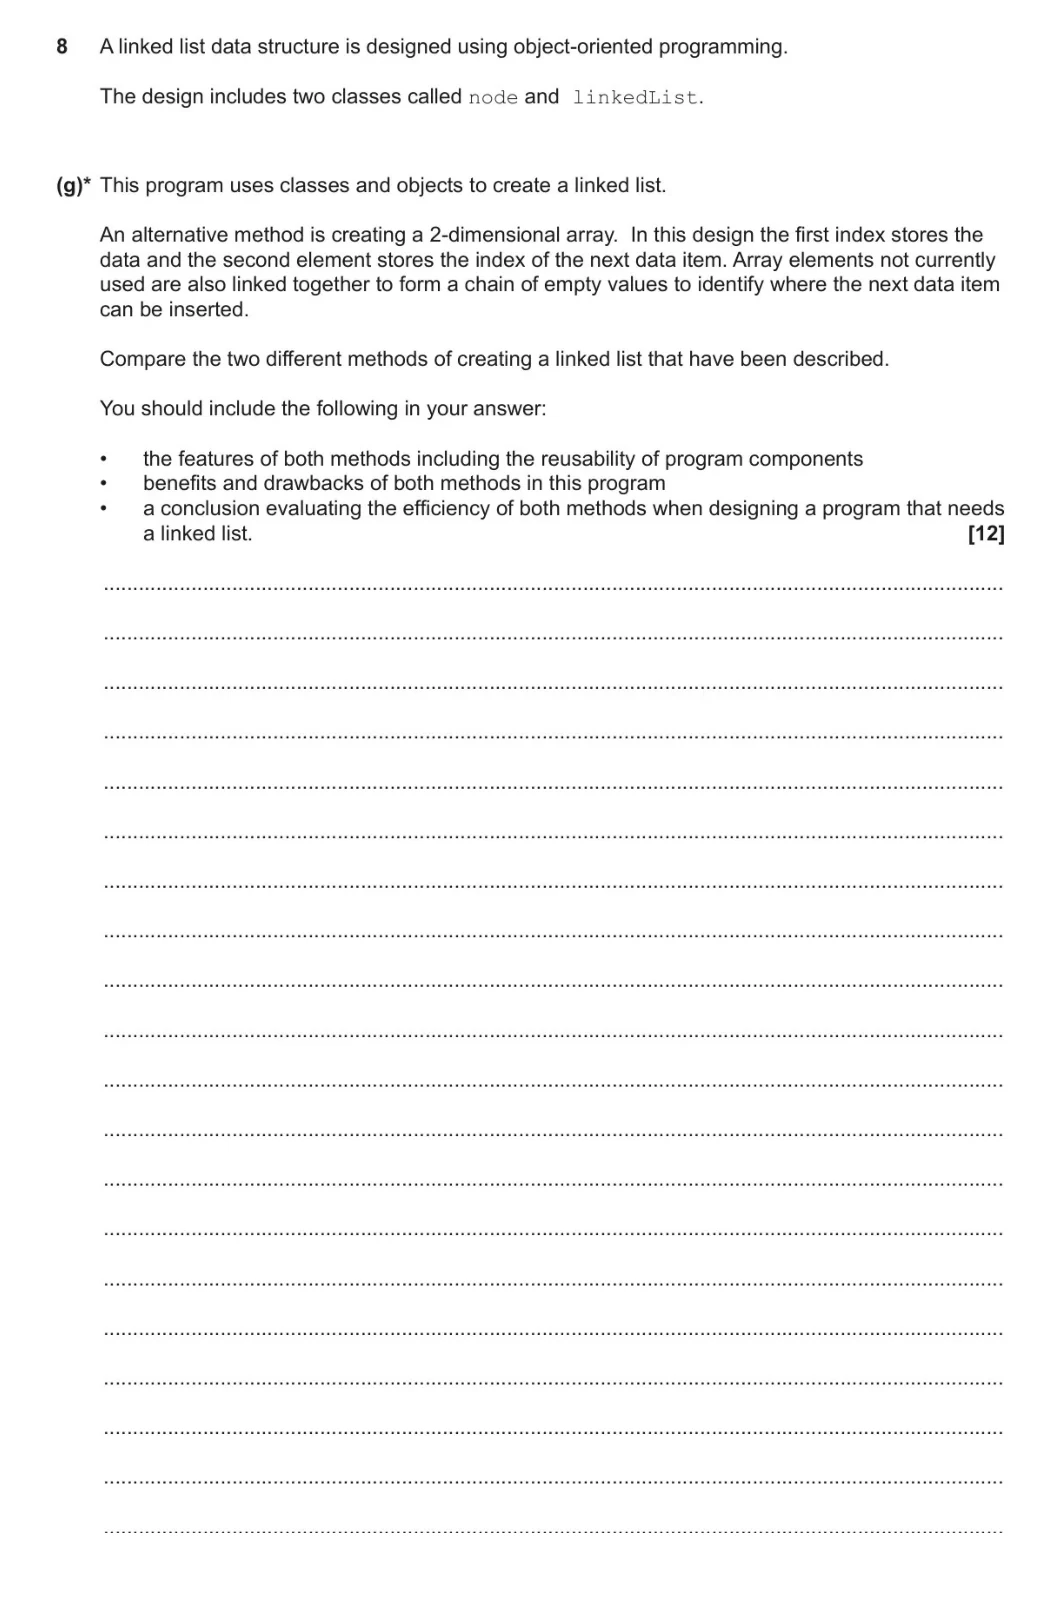 8 A linked list data structure is designed using object-oriented programming.
The design includes two classes called node and linkedList.
(g)* This program uses classes and objects to create a linked list.
An alternative method is creating a 2-dimensional array. In this design the first index stores the
data and the second element stores the index of the next data item. Array elements not currently
used are also linked together to form a chain of empty values to identify where the next data item
can be inserted.
Compare the two different methods of creating a linked list that have been described.
You should include the following in your answer:
• the features of both methods including the reusability of program components
• benefits and drawbacks of both methods in this program
• a conclusion evaluating the efficiency of both methods when designing a program that needs
a linked list. [12]